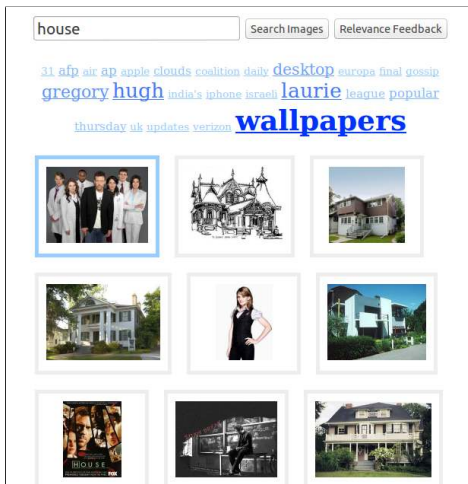 house Search Images Relevance Feedback
31 afp air ap apple clouds coalition daily desktop europa final gossip
gregory hugh india's iphone israeli laurie league popular
thursday uk updates verizon wallpapers
HOUSE
FOX